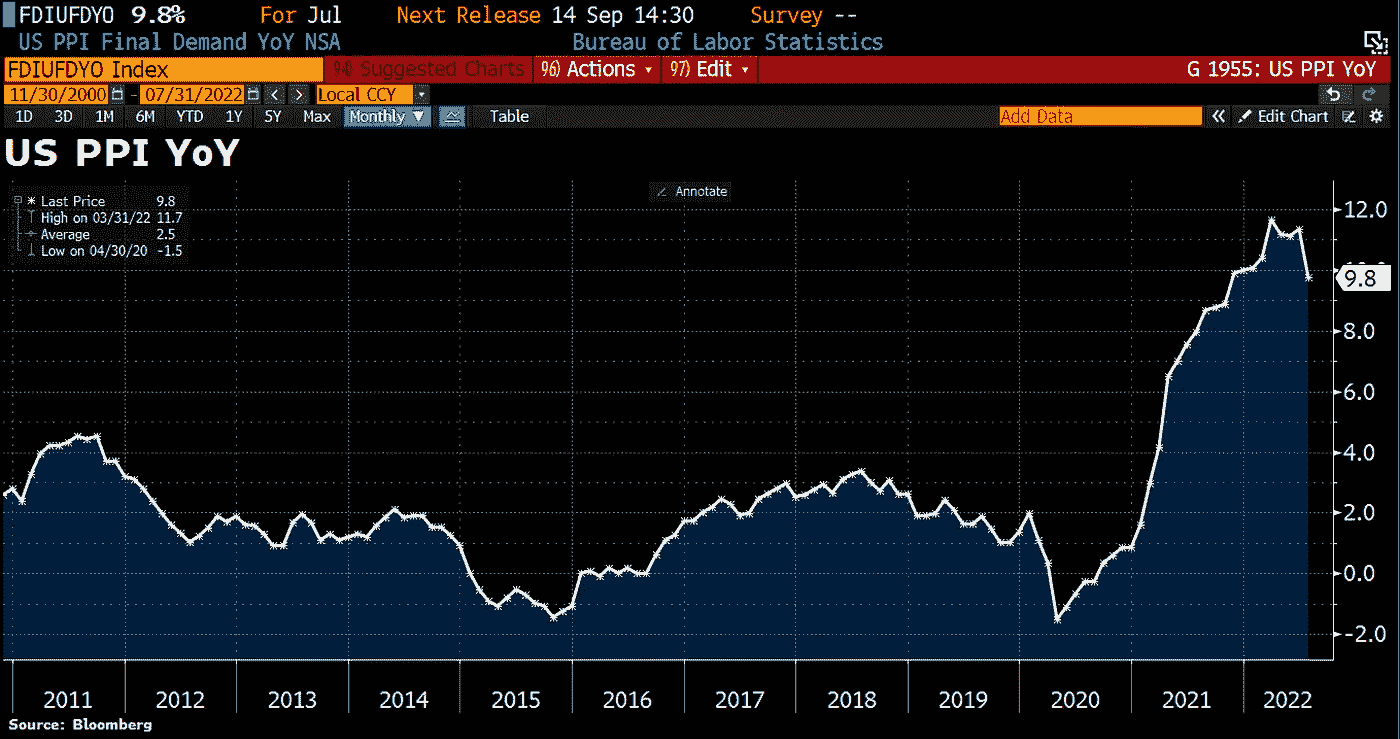 FDIUFDYO 9.8% For Jul Next Release 14 Sep 14:30 Survey --
US PPI Final Demand YoY NSA Bureau of Labor Statistics
FDIUFDYO Index 94) Suggested Charts 96) Actions 97) Edit G 1955: US PPI YoY
11/30/2000 - 07/31/2022 Local CCY
1D 3D 1M 6M YTD 1Y 5Y Max Monthly ▼ Table Add Data « Edit Chart
US PPI YoY
Annotate
Last Price 9.8
High on 03/31/22 11.7
Average 2.5
Low on 04/30/20 -1.5
12.0
9.8
8.0
6.0
4.0
2.0
0.0
-2.0
2011 2012 2013 2014 2015 2016 2017 2018 2019 2020 2021 2022
Source: Bloomberg